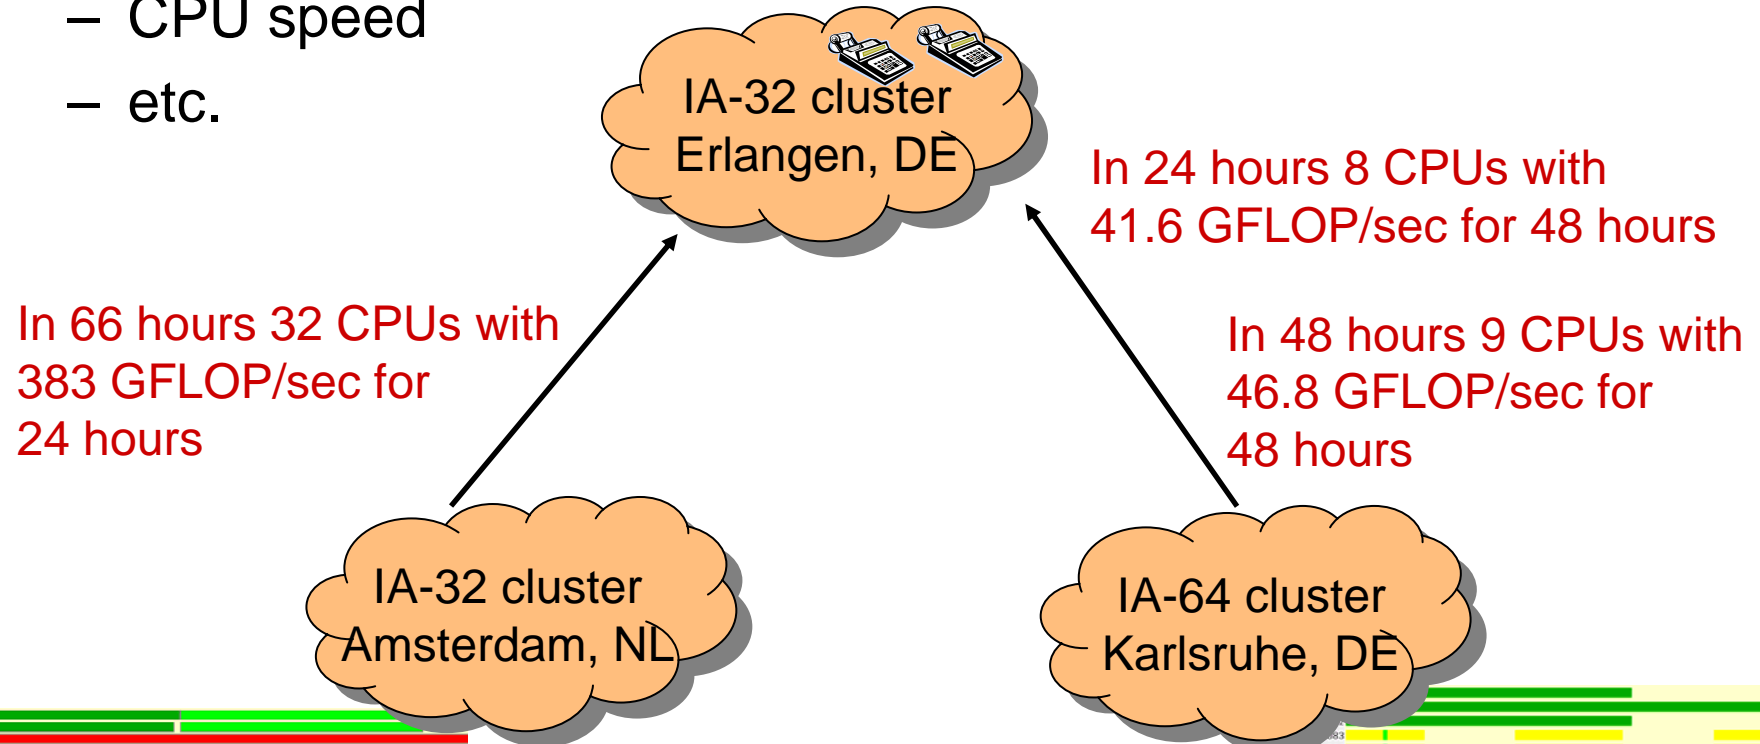 – CPU speed
– etc.
IA-32 cluster
Erlangen, DE
In 24 hours 8 CPUs with
41.6 GFLOP/sec for 48 hours
In 66 hours 32 CPUs with
383 GFLOP/sec for
24 hours
In 48 hours 9 CPUs with
46.8 GFLOP/sec for
48 hours
IA-32 cluster
Amsterdam, NL
IA-64 cluster
Karlsruhe, DE